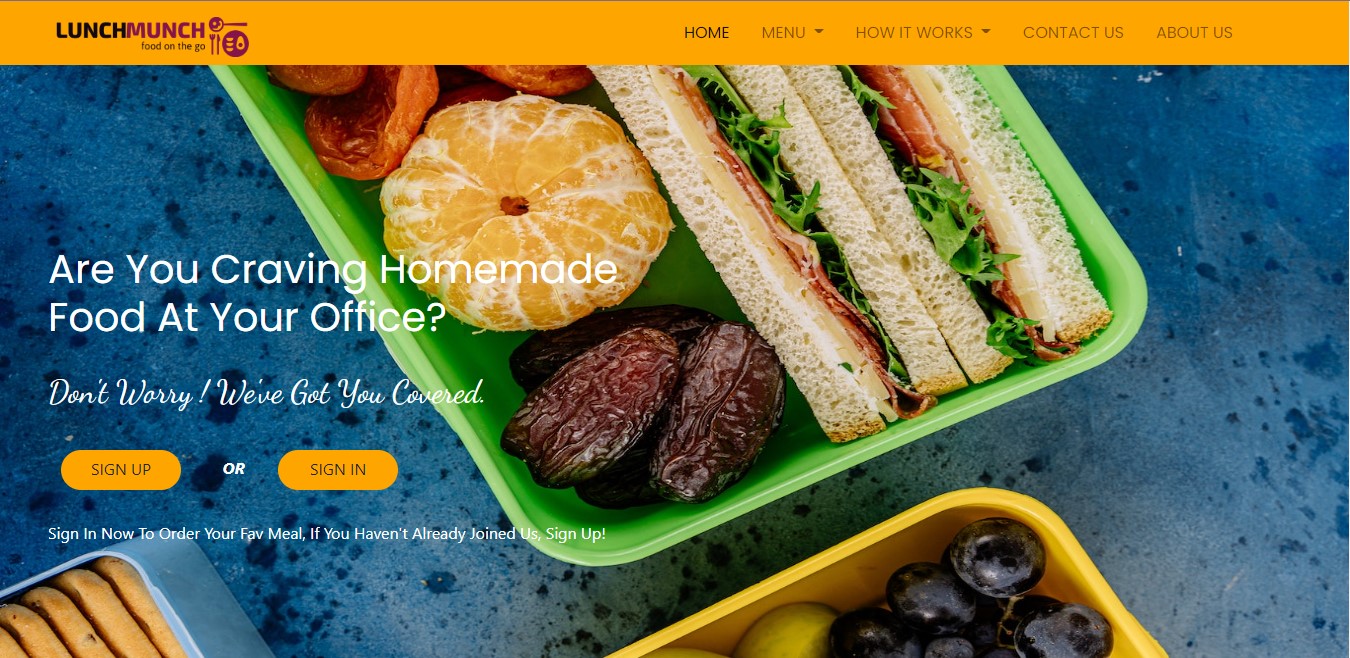 LUNCHMUNCH
food on the go
HOME MENU HOW IT WORKS CONTACT US ABOUT US
Are You Craving Homemade
Food At Your Office?
Don't Worry ! We've Got You Covered.
SIGN UP OR SIGN IN
Sign In Now To Order Your Fav Meal, If You Haven't Already Joined Us, Sign Up!